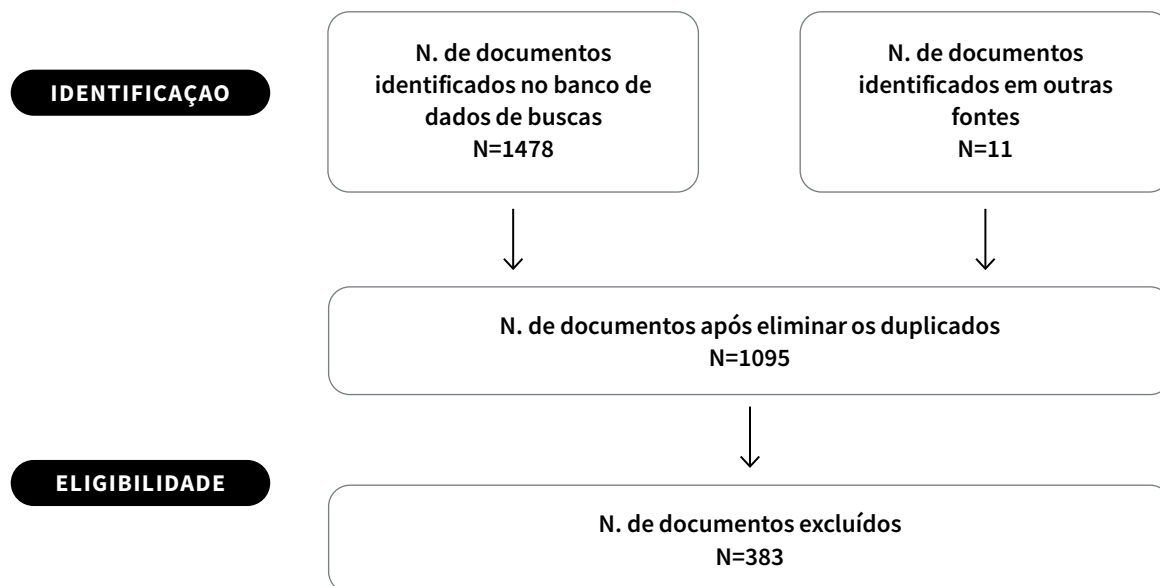 IDENTIFICAÇAO
N. de documentos
identificados no banco de
dados de buscas
N=1478
N. de documentos
identificados em outras
fontes
N=11
N. de documentos após eliminar os duplicados
N=1095
ELIGIBILIDADE
N. de documentos excluídos
N=383